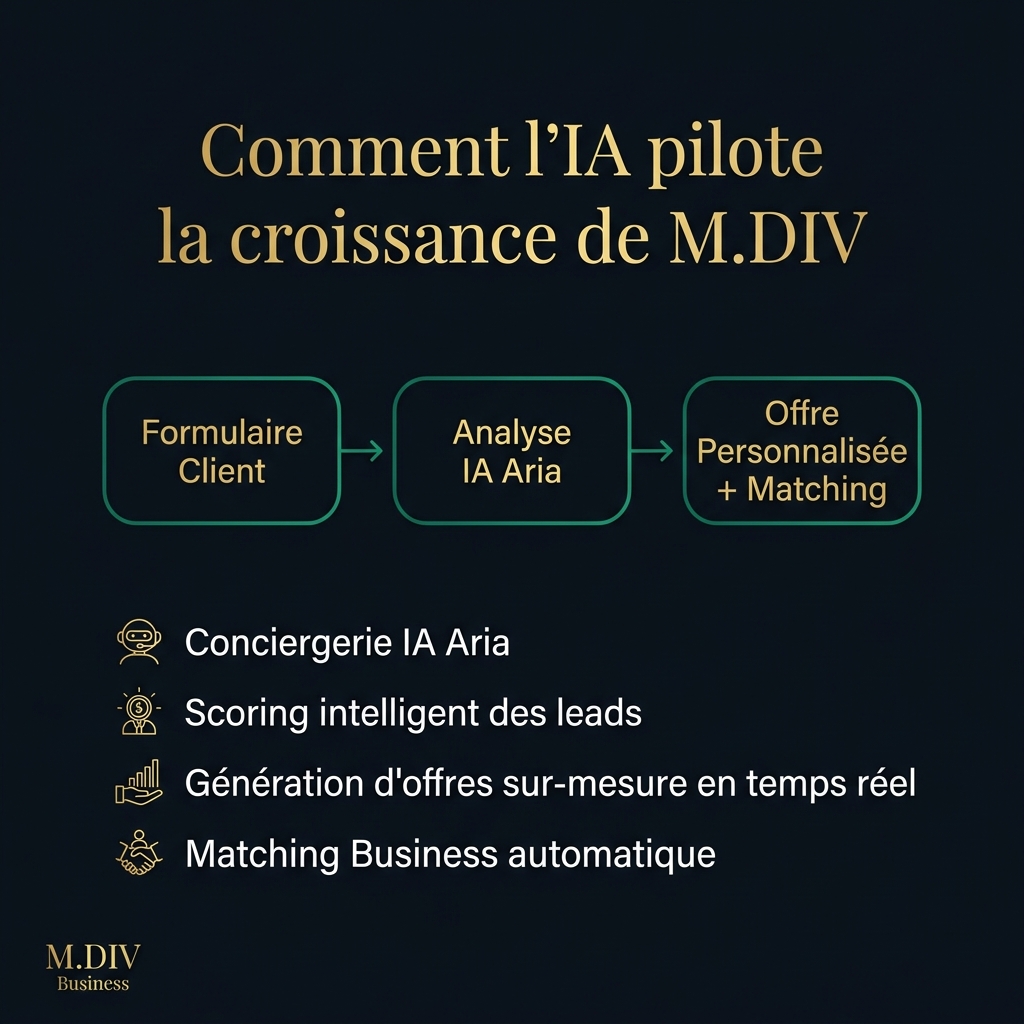 Comment l’IA pilote
la croissance de M.DIV
Formulaire
Client
Analyse
IA Aria
Offre
Personnalisée
+ Matching
Conciergerie IA Aria
$
Scoring intelligent des leads
Génération d'offres sur-mesure en temps réel
Matching Business automatique
M.DIV
Business